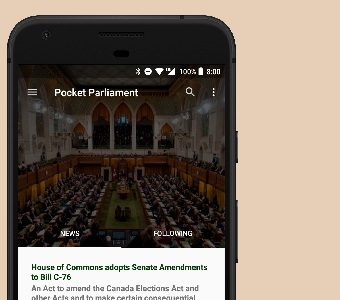 100% 8:00
Pocket Parliament
NEWS FOLLOWING
House of Commons adopts Senate Amendments
to Bill C-76
An Act to amend the Canada Elections Act and
other Acts and to make certain consequential